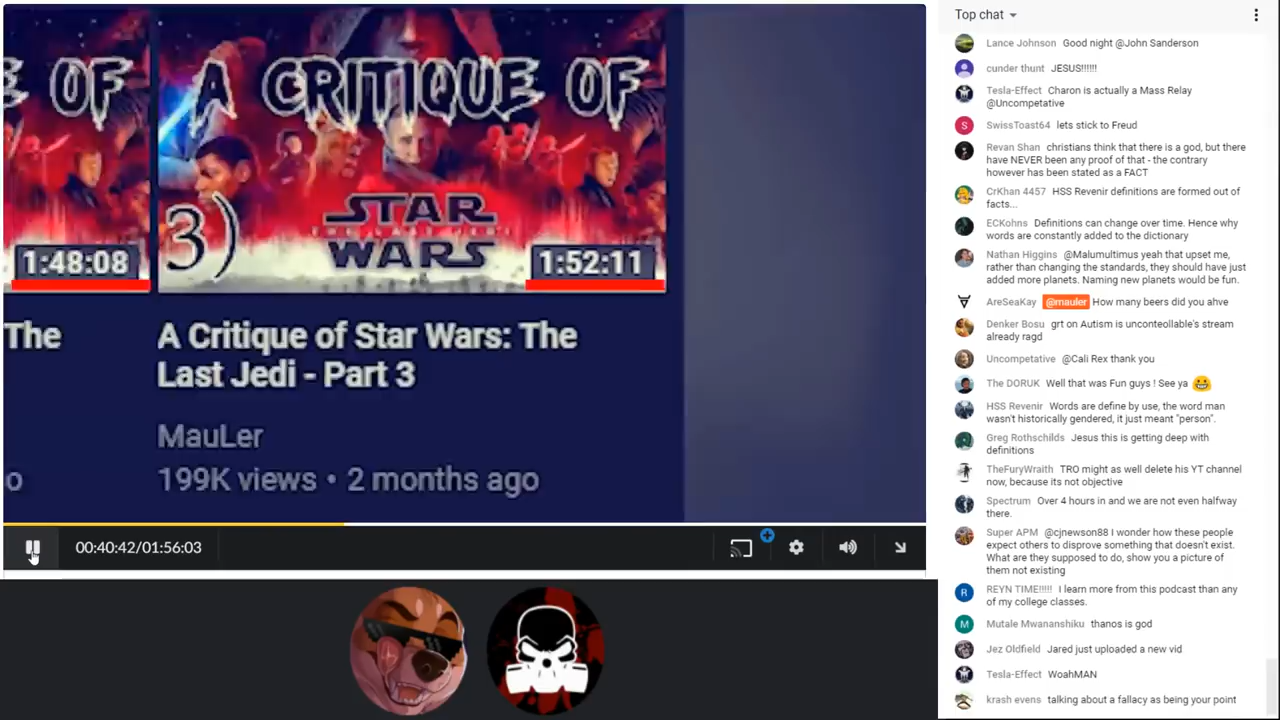 E OF
A CRITIQUE OF
3)
STAR
THE LAST JEDI
WARS
1:48:08
1:52:11
The
A Critique of Star Wars: The
Last Jedi - Part 3
MauLer
o
199K views • 2 months ago
00:40:42/01:56:03
Top chat
Lance Johnson Good night @John Sanderson
cunder thunt JESUS!!!!!!
Tesla-Effect Charon is actually a Mass Relay
@Uncompetative
S
SwissToast64 lets stick to Freud
Revan Shan christians think that there is a god, but there
have NEVER been any proof of that - the contrary
however has been stated as a FACT
CrKhan 4457 HSS Revenir definitions are formed out of
facts...
ECKohns Definitions can change over time. Hence why
words are constantly added to the dictionary
Nathan Higgins @Malumultimus yeah that upset me,
rather than changing the standards, they should have just
added more planets. Naming new planets would be fun.
AreSeaKay @mauler How many beers did you ahve
Denker Bosu grt on Autism is unconteollable's stream
already ragd
Uncompetative @Cali Rex thank you
The DORUK Well that was Fun guys ! See ya 😀
HSS Revenir Words are define by use, the word man
wasn't historically gendered, it just meant "person".
Greg Rothschilds Jesus this is getting deep with
definitions
TheFuryWraith TRO might as well delete his YT channel
now, because its not objective
Spectrum Over 4 hours in and we are not even halfway
there.
Super APM @cjnewson88 I wonder how these people
expect others to disprove something that doesn't exist.
What are they supposed to do, show you a picture of
them not existing
R
REYN TIME!!!!! I learn more from this podcast than any
of my college classes.
M
Mutale Mwananshiku thanos is god
Jez Oldfield Jared just uploaded a new vid
Tesla-Effect WoahMAN
krash evens talking about a fallacy as being your point